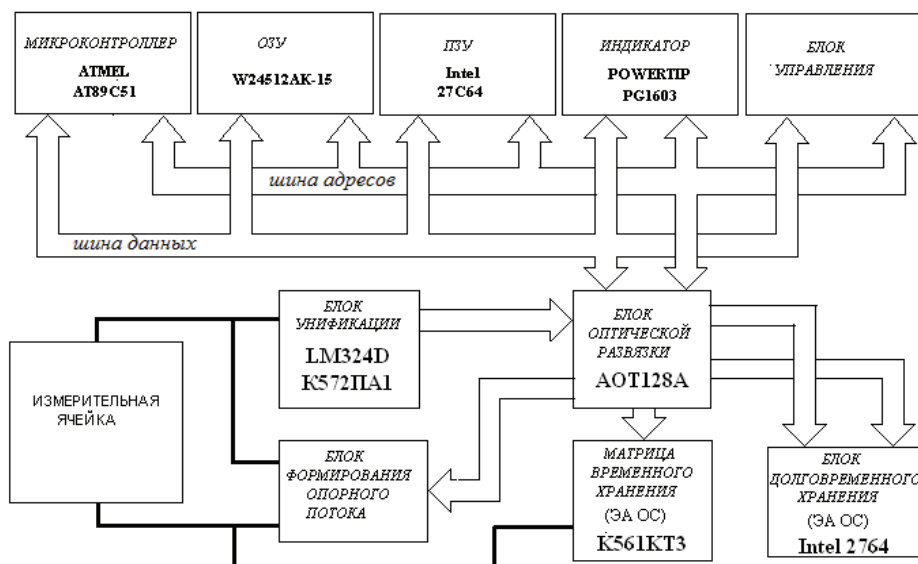 МИКРОКОНТРОЛЛЕР
ATMEL
AT89C51
ОЗУ
W24512AK-15
ПЗУ
Intel
27C64
ИНДИКАТОР
POWERTIP
PG1603
БЛОК
УПРАВЛЕНИЯ
шина адресов
шина данных
БЛОК
УНИФИКАЦИИ
LM324D
К572ПА1
БЛОК
ОПТИЧЕСКОЙ
РАЗВЯЗКИ
АОТ128А
ИЗМЕРИТЕЛЬНАЯ
ЯЧЕЙКА
БЛОК
ФОРМИРОВАНИЯ
ОПОРНОГО
ПОТОКА
МАТРИЦА
ВРЕМЕННОГО
ХРАНЕНИЯ
(ЭА ОС)
К561КТ3
БЛОК
ДОЛГОВРЕМЕННОГО
ХРАНЕНИЯ
(ЭА ОС)
Intel 2764